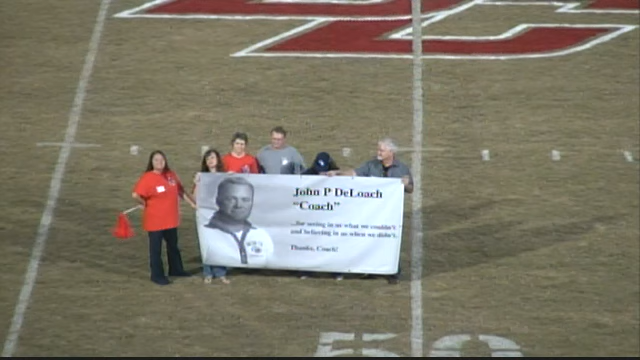 John P DeLoach
"Coach"
...for seeing in us what we couldn't
and believing in us when we didn't.
Thanks, Coach!
50